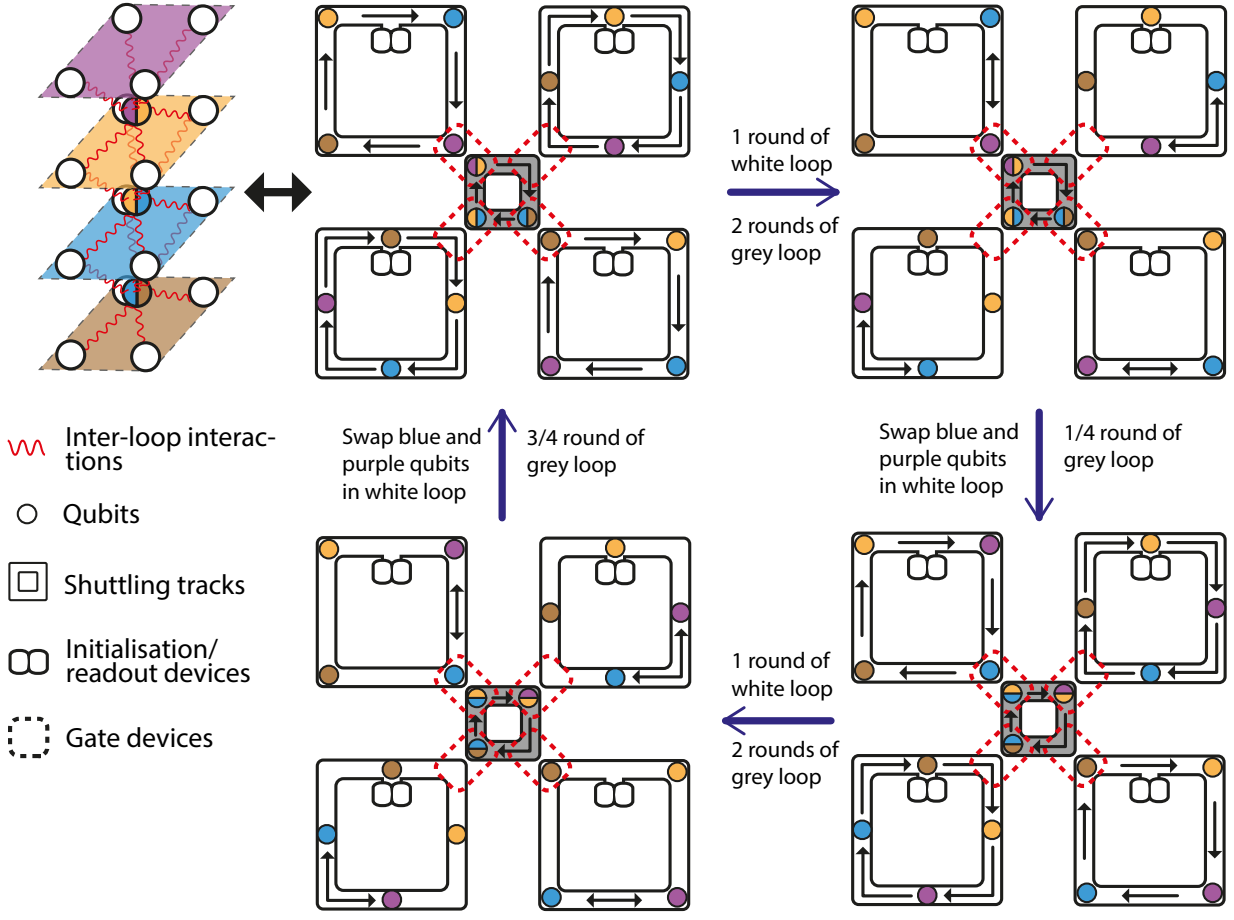 1 round of
white loop
2 rounds of
grey loop
Swap blue and
purple qubits
in white loop
3/4 round of
grey loop
Swap blue and
purple qubits
in white loop
1/4 round of
grey loop
Inter-loop interac-
tions
Qubits
Shuttling tracks
Initialisation/
readout devices
Gate devices
1 round of
white loop
2 rounds of
grey loop